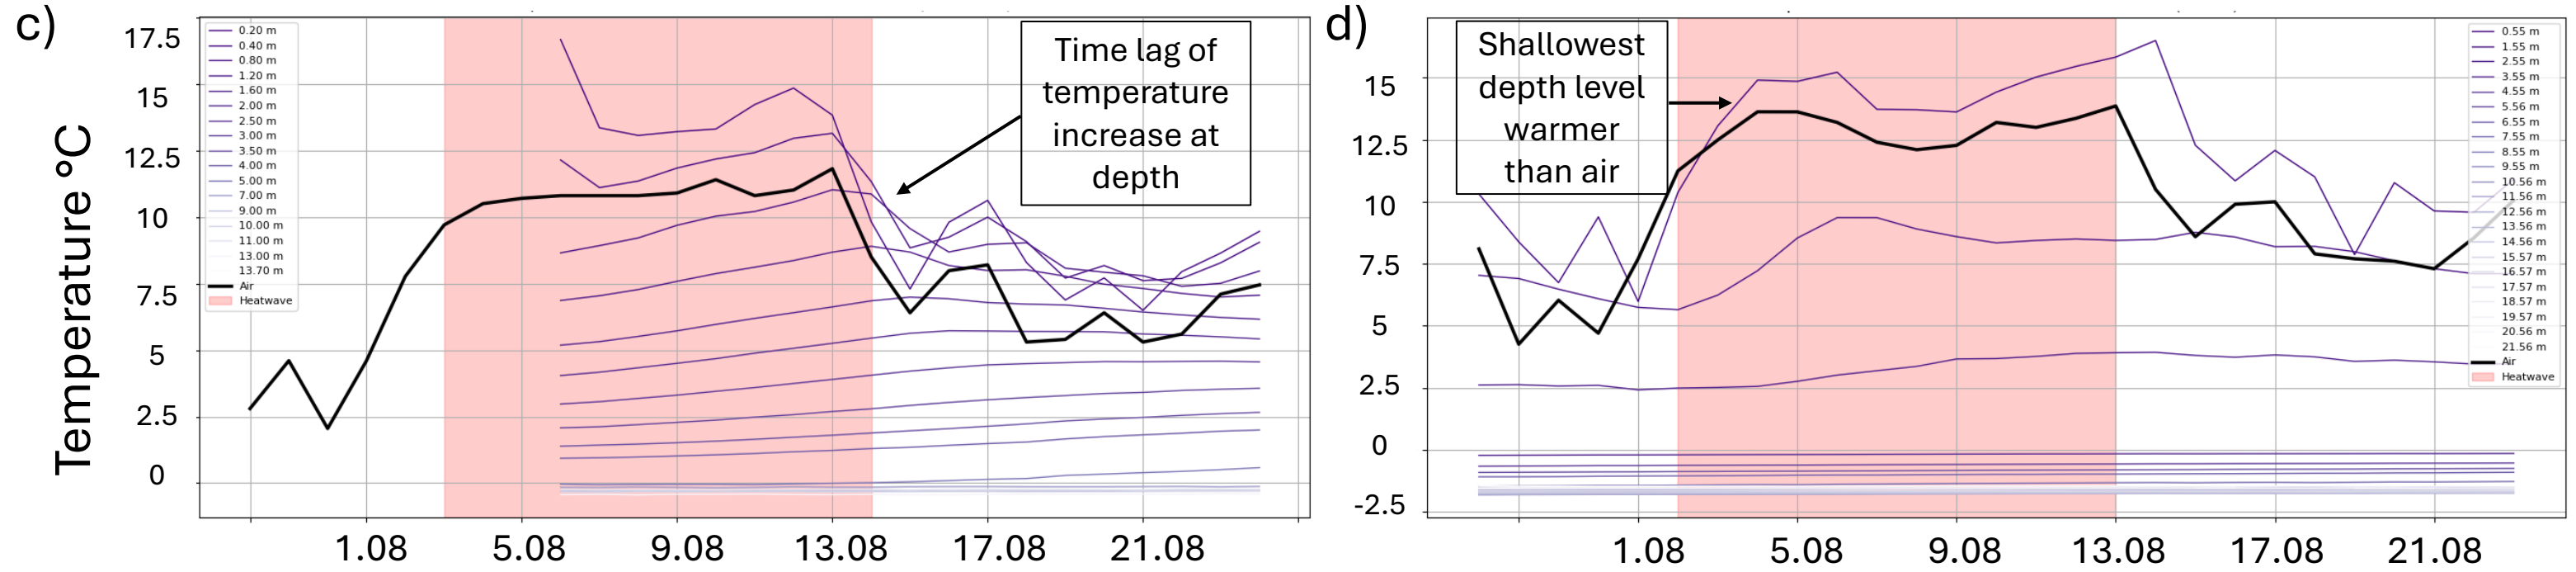 c)
Temperature °C
17.5
15
12.5
10
7.5
5
2.5
0
0.20 m
0.40 m
0.80 m
1.20 m
1.60 m
2.00 m
2.50 m
3.00 m
3.50 m
4.00 m
5.00 m
7.00 m
9.00 m
10.00 m
11.00 m
13.00 m
13.70 m
Air
Heatwave
Time lag of
temperature
increase at
depth
1.08
5.08
9.08
13.08
17.08
21.08
d)
15
12.5
10
7.5
5
2.5
0
-2.5
Shallowest
depth level
warmer
than air
0.55 m
1.55 m
2.55 m
3.55 m
4.55 m
5.56 m
6.55 m
7.55 m
8.55 m
9.55 m
10.56 m
11.56 m
12.56 m
13.56 m
14.56 m
15.57 m
16.57 m
17.57 m
18.57 m
19.57 m
20.56 m
21.56 m
Air
Heatwave
1.08
5.08
9.08
13.08
17.08
21.08